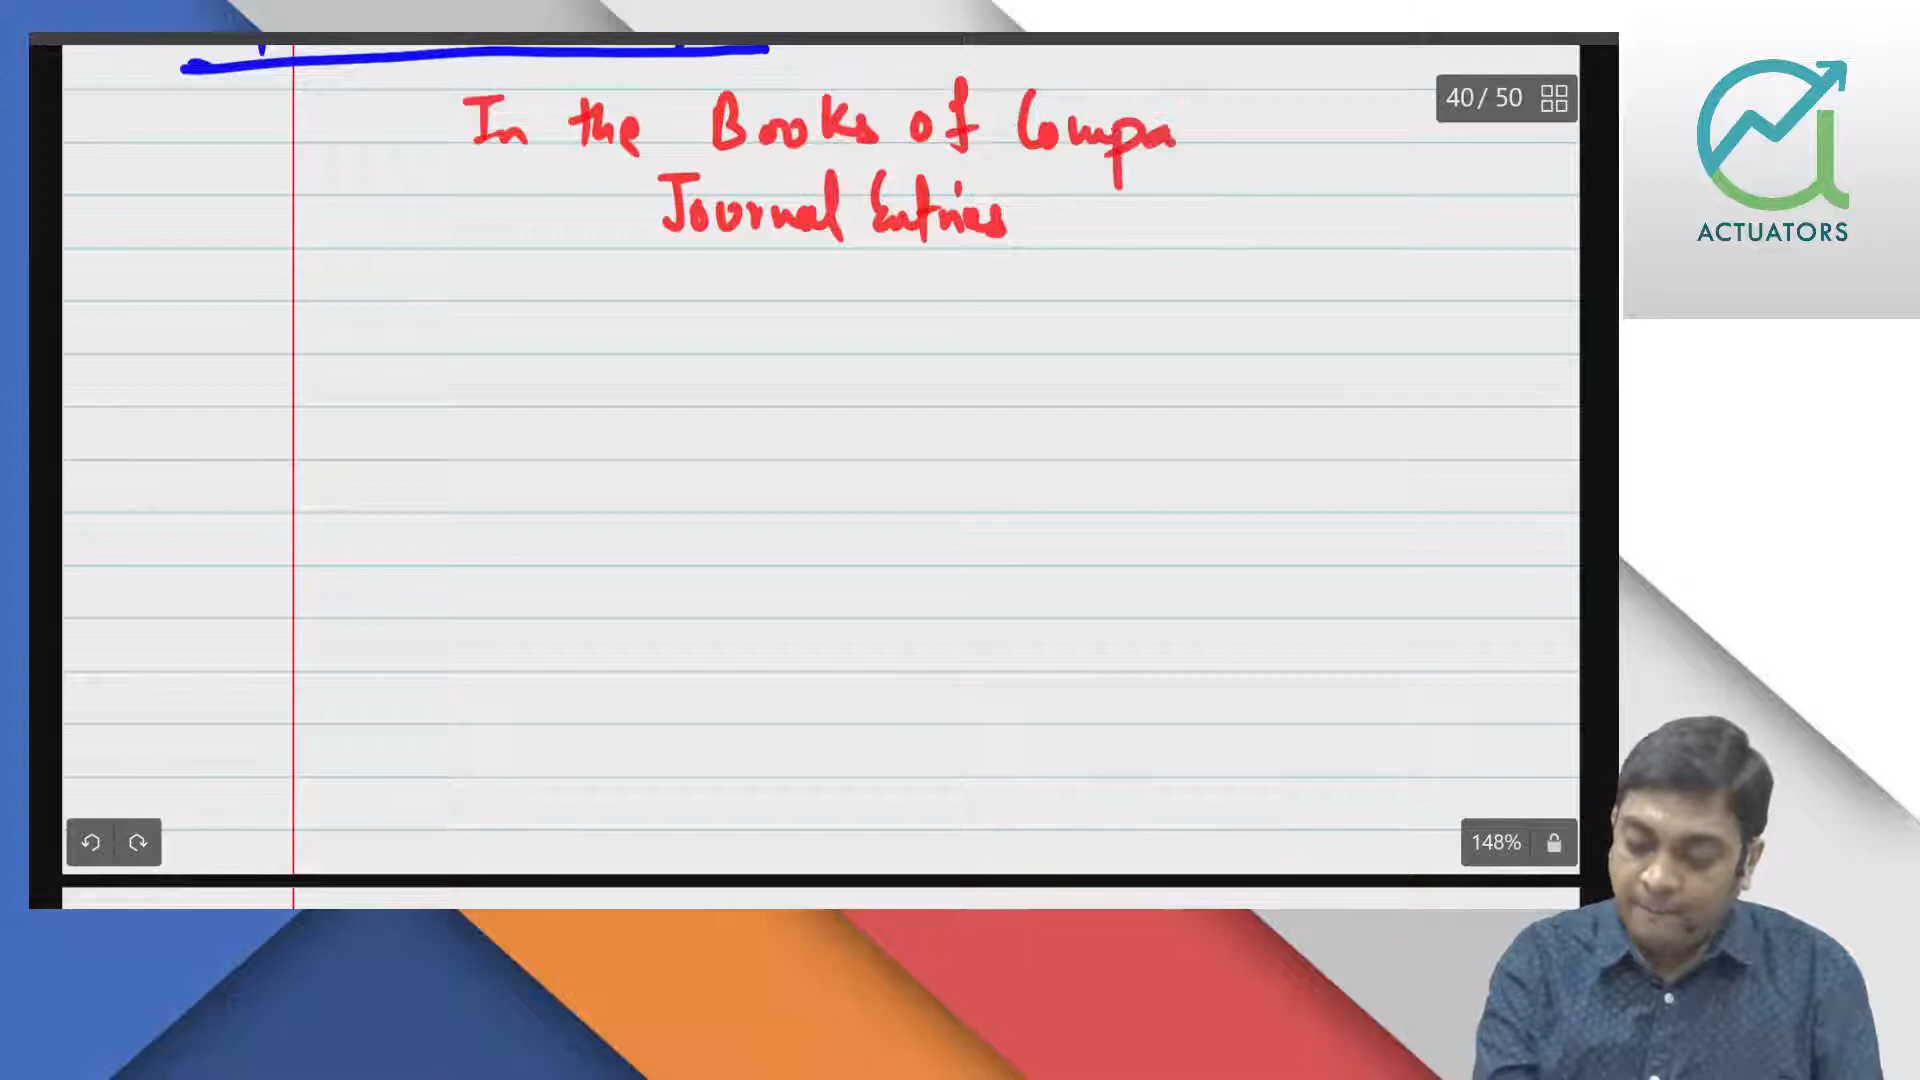 In the Books of Compa
Journal Entries
40 / 50
ACTUATORS
148%